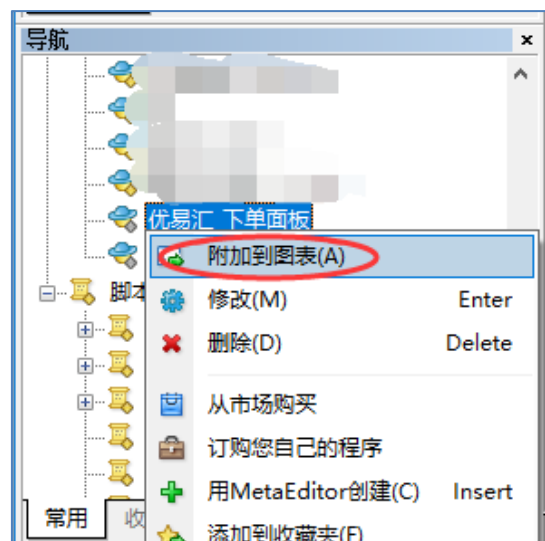 导航
优易汇_下单面板
附加到图表(A)
脚本
修改(M) Enter
删除(D) Delete
从市场购买
订购您自己的程序
用MetaEditor创建(C) Insert
常用
收
添加到收藏夹(F)